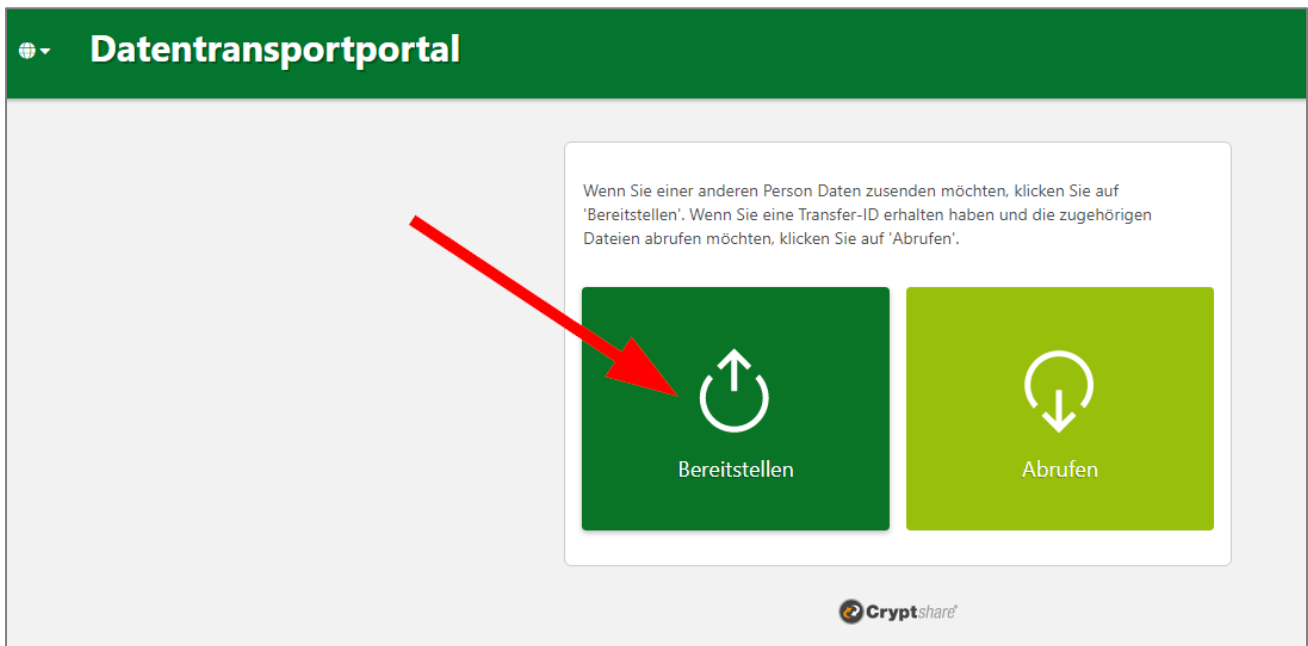 Datentransportportal
Wenn Sie einer anderen Person Daten zusenden möchten, klicken Sie auf
'Bereitstellen'. Wenn Sie eine Transfer-ID erhalten haben und die zugehörigen
Dateien abrufen möchten, klicken Sie auf 'Abrufen'.
Bereitstellen
Abrufen
Cryptshare